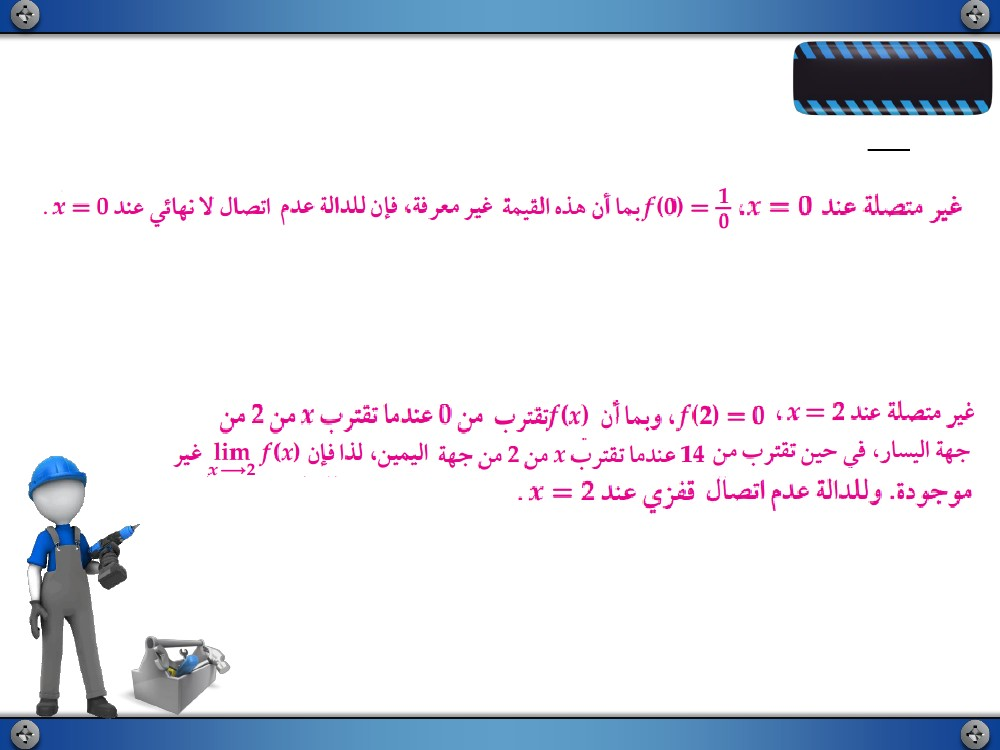 غير متصلة عند x = 0، f(0) = 1/0 بما أن هذه القيمة غير معرفة، فإن للدالة عدم اتصال لا نهائي عند x = 0 .
غير متصلة عند x = 2 ، f(2) = 0 ، وبما أن f(x) تقترب من 0 عندما تقترب x من 2 من
جهة اليسار، في حين تقترب من 14 عندما تقترب x من 2 من جهة اليمين، لذا فإن lim x⟶2 f(x) غير
موجودة. وللدالة عدم اتصال قفزي عند x = 2 .